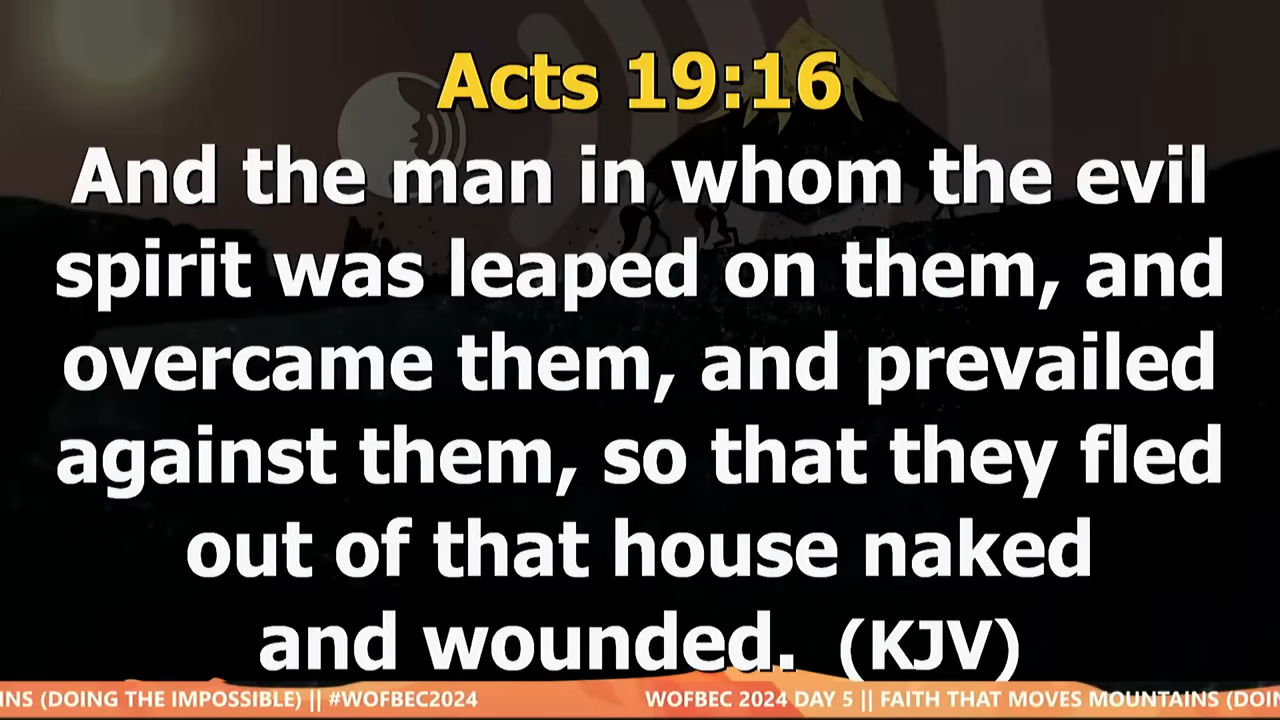 Acts 19:16
And the man in whom the evil
spirit was leaped on them, and
overcame them, and prevailed
against them, so that they fled
out of that house naked
and wounded. (KJV)
INS (DOING THE IMPOSSIBLE) || #WOFBEC2024 WOFBEC 2024 DAY 5 || FAITH THAT MOVES MOUNTAINS (DOIN